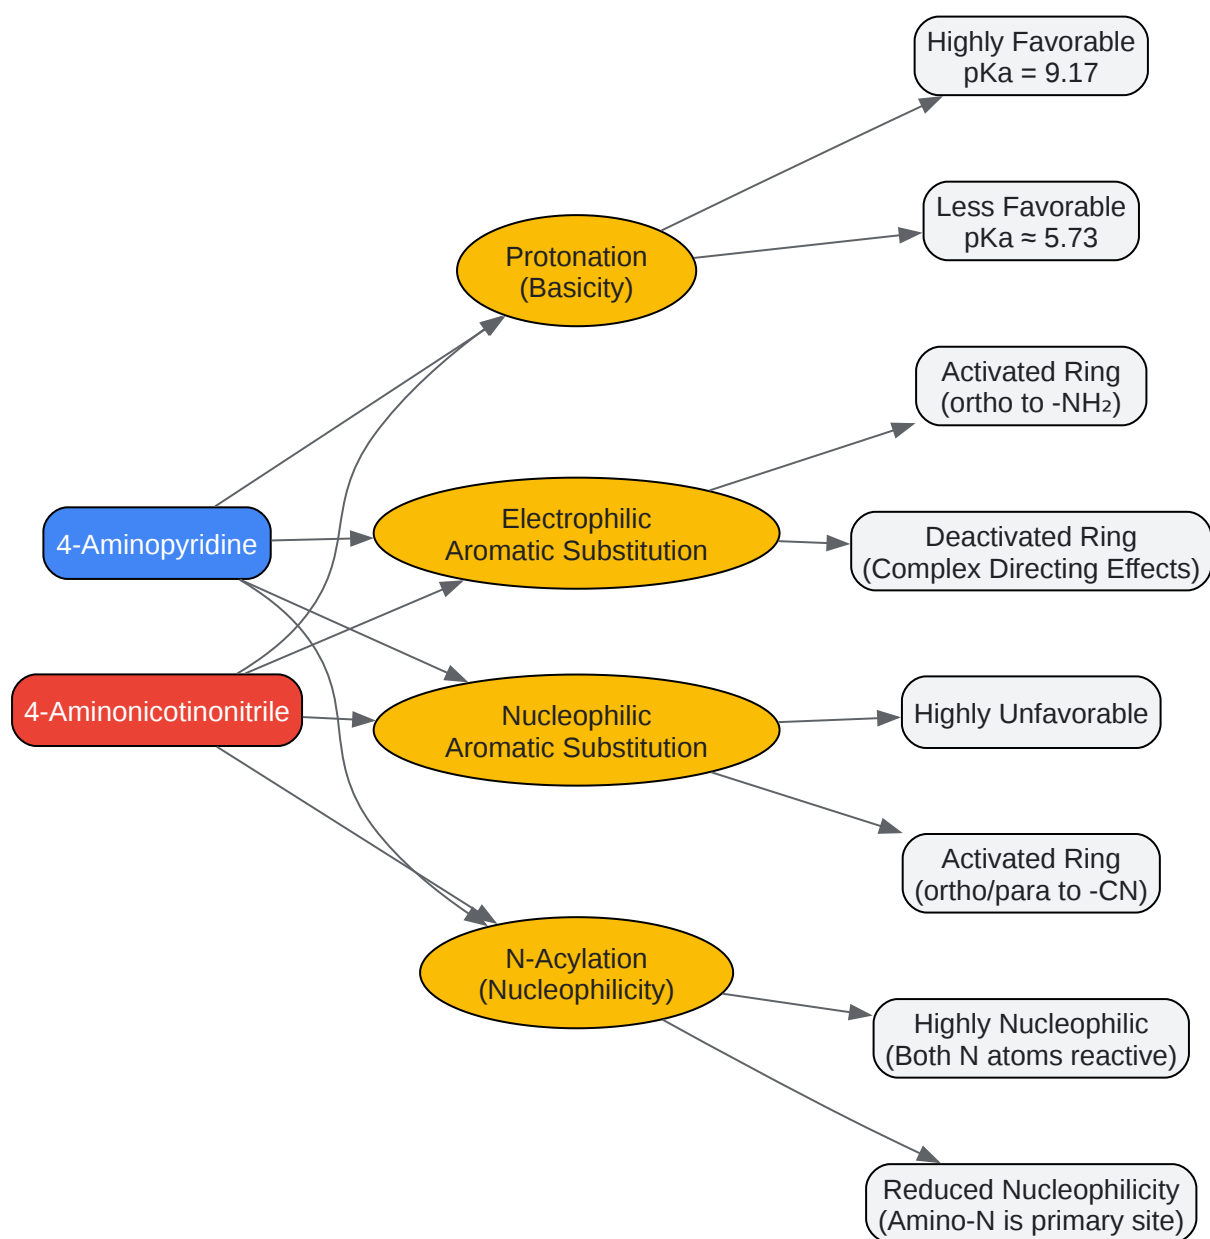 Highly Favorable
pKa = 9.17
Less Favorable
pKa ≈ 5.73
Protonation
(Basicity)
Activated Ring
(ortho to -NH₂)
Electrophilic
Aromatic Substitution
4-Aminopyridine
Deactivated Ring
(Complex Directing Effects)
4-Aminonicotinonitrile
Nucleophilic
Aromatic Substitution
Highly Unfavorable
Activated Ring
(ortho/para to -CN)
N-Acylation
(Nucleophilicity)
Highly Nucleophilic
(Both N atoms reactive)
Reduced Nucleophilicity
(Amino-N is primary site)